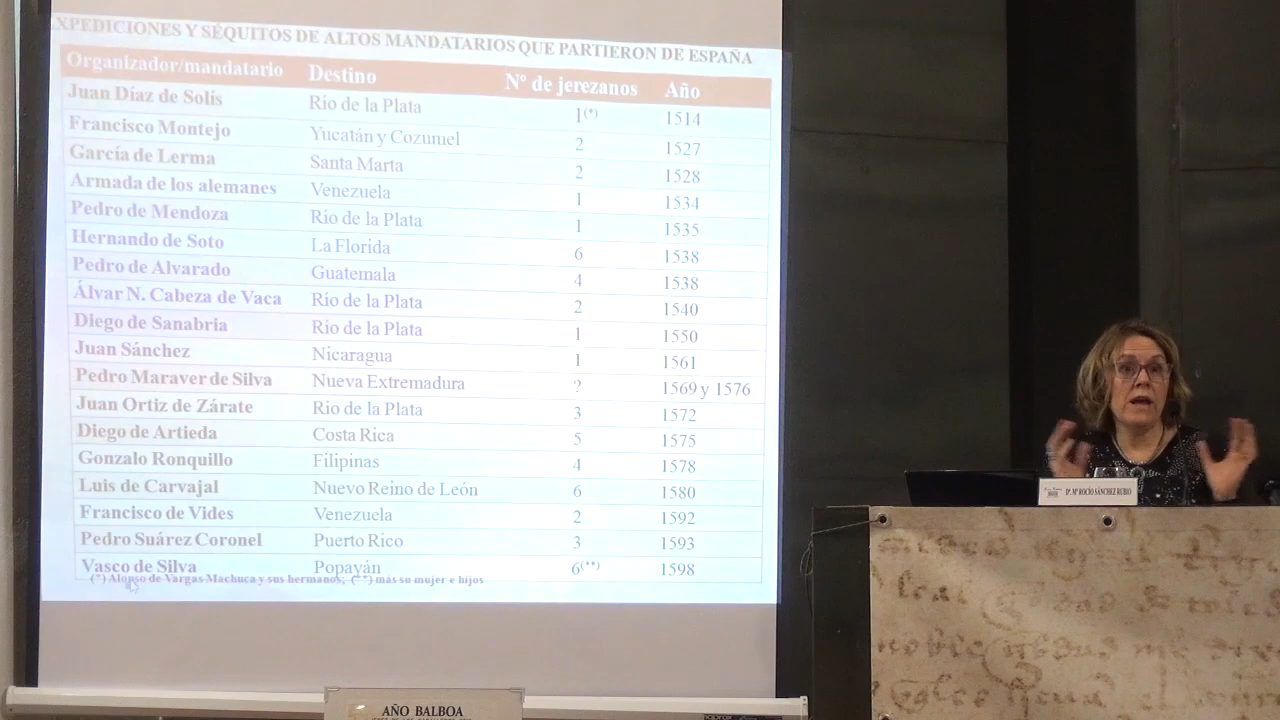 EXPEDICIONES Y SÉQUITOS DE ALTOS MANDATARIOS QUE PARTIERON DE ESPAÑA
Organizador/mandatario Destino Nº de jerezanos Año
Juan Díaz de Solís Río de la Plata 1(*) 1514
Francisco Montejo Yucatán y Cozumel 2 1527
García de Lerma Santa Marta 2 1528
Armada de los alemanes Venezuela 1 1534
Pedro de Mendoza Río de la Plata 1 1535
Hernando de Soto La Florida 6 1538
Pedro de Alvarado Guatemala 4 1538
Álvar N. Cabeza de Vaca Río de la Plata 2 1540
Diego de Sanabria Río de la Plata 1 1550
Juan Sánchez Nicaragua 1 1561
Pedro Maraver de Silva Nueva Extremadura ? 1569 y 1576
Juan Ortiz de Zárate Río de la Plata 3 1572
Diego de Artieda Costa Rica 5 1575
Gonzalo Ronquillo Filipinas 4 1578
Luis de Carvajal Nuevo Reino de León 6 1580
Francisco de Vides Venezuela 2 1592
Pedro Suárez Coronel Puerto Rico 3 1593
Vasco de Silva Popayán 6(**) 1598
(*) Alonso de Vargas Machuca y sus hermanos; (**) más su mujer e hijos
Dª. Mª ROCÍO SÁNCHEZ RUBIO
AÑO BALBOA